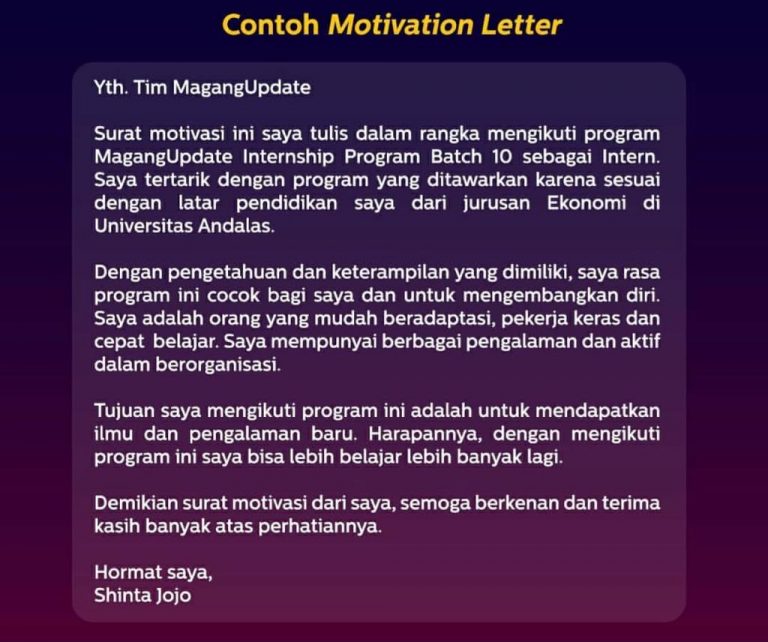 Contoh Motivation Letter
Yth. Tim MagangUpdate
Surat motivasi ini saya tulis dalam rangka mengikuti program
MagangUpdate Internship Program Batch 10 sebagai Intern.
Saya tertarik dengan program yang ditawarkan karena sesuai
dengan latar pendidikan saya dari jurusan Ekonomi di
Universitas Andalas.
Dengan pengetahuan dan keterampilan yang dimiliki, saya rasa
program ini cocok bagi saya dan untuk mengembangkan diri.
Saya adalah orang yang mudah beradaptasi, pekerja keras dan
cepat belajar. Saya mempunyai berbagai pengalaman dan aktif
dalam berorganisasi.
Tujuan saya mengikuti program ini adalah untuk mendapatkan
ilmu dan pengalaman baru. Harapannya, dengan mengikuti
program ini saya bisa lebih belajar lebih banyak lagi.
Demikian surat motivasi dari saya, semoga berkenan dan terima
kasih banyak atas perhatiannya.
Hormat saya,
Shinta Jojo